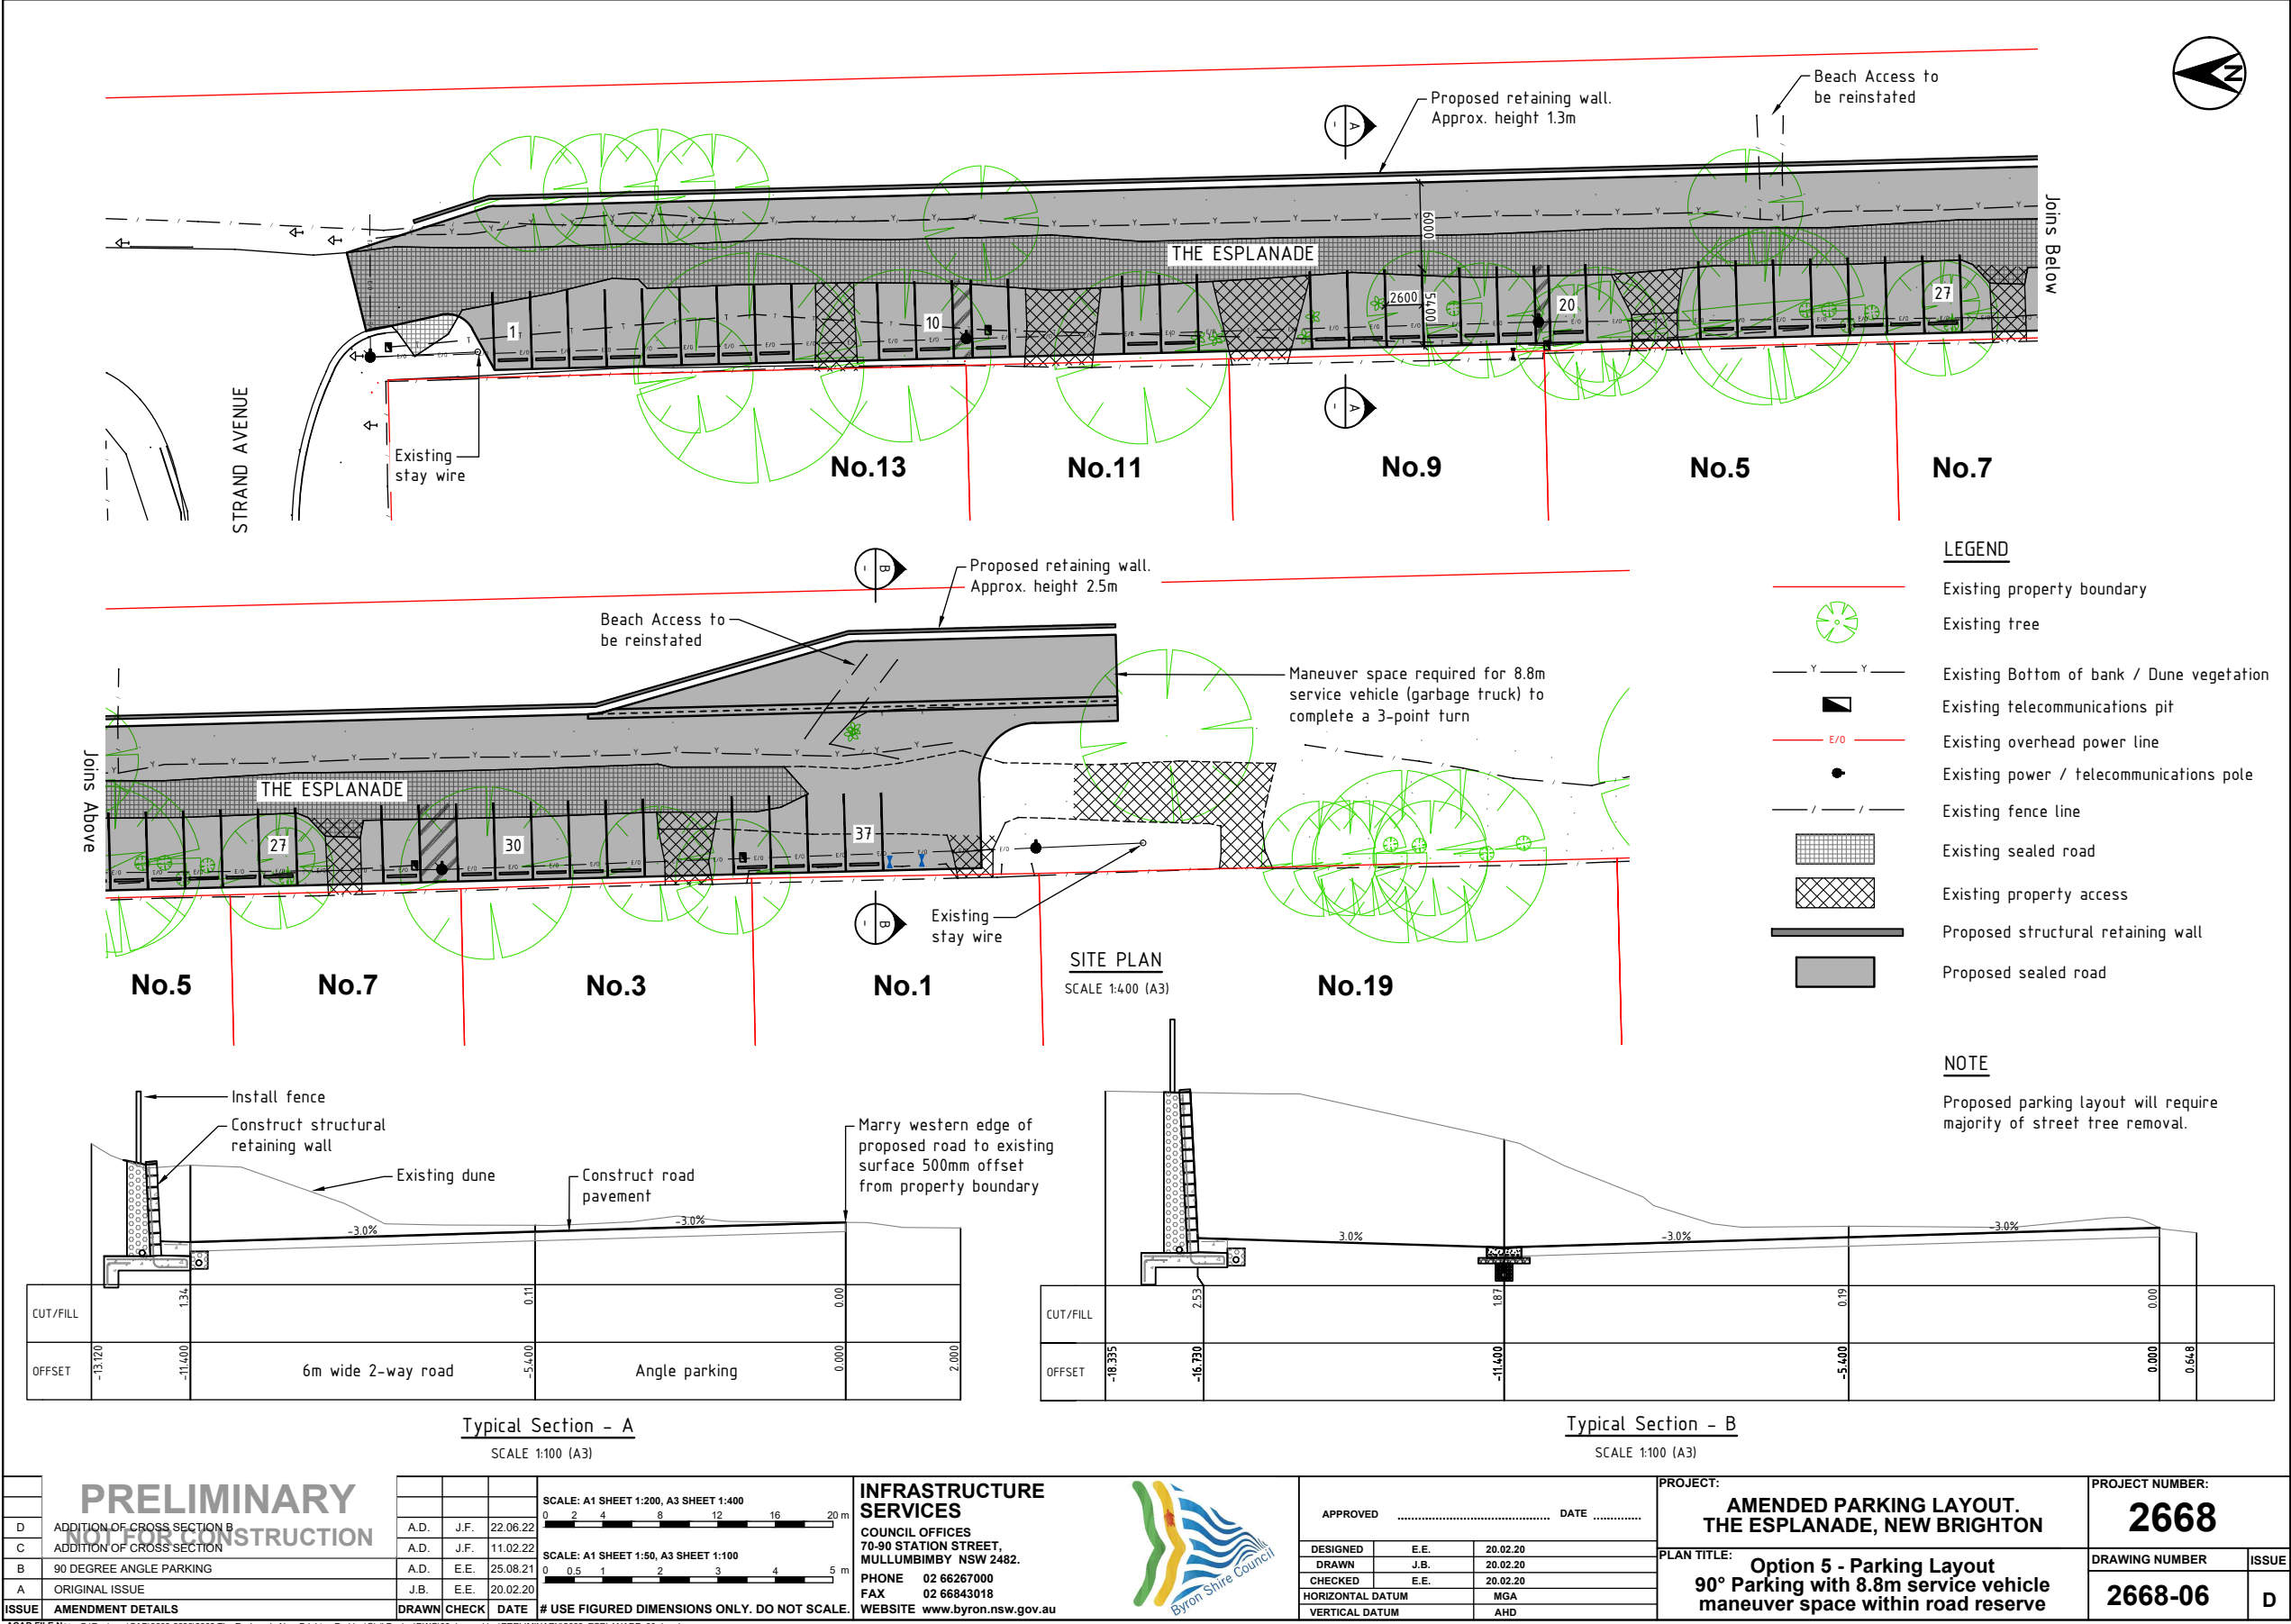 N
Beach Access to
be reinstated
Proposed retaining wall.
Approx. height 1.3m
A
Joins Below
6000
THE ESPLANADE
2600
5400
1
10
20
27
A
STRAND AVENUE
Existing
stay wire
No.13
No.11
No.9
No.5
No.7
B
Proposed retaining wall.
Approx. height 2.5m
Beach Access to
be reinstated
Maneuver space required for 8.8m
service vehicle (garbage truck) to
complete a 3-point turn
Joins Above
THE ESPLANADE
27
30
37
B
Existing
stay wire
No.5
No.7
No.3
No.1
No.19
SITE PLAN
SCALE 1:400 (A3)
LEGEND
Existing property boundary
Existing tree
Y Y Existing Bottom of bank / Dune vegetation
Existing telecommunications pit
E/O Existing overhead power line
Existing power / telecommunications pole
Existing fence line
Existing sealed road
Existing property access
Proposed structural retaining wall
Proposed sealed road
NOTE
Proposed parking layout will require
majority of street tree removal.
Install fence
Construct structural
retaining wall
Existing dune
Construct road
pavement
Marry western edge of
proposed road to existing
surface 500mm offset
from property boundary
-3.0% -3.0%
CUT/FILL 1.34 0.11 0.00
OFFSET -13.120 -11.400 6m wide 2-way road -5.400 Angle parking 0.000 2.000
Typical Section - A
SCALE 1:100 (A3)
3.0% -3.0% -3.0%
CUT/FILL 2.53 1.87 0.19 0.00
OFFSET -18.335 -16.730 -11.400 -5.400 0.000 0.648
Typical Section - B
SCALE 1:100 (A3)
PRELIMINARY
NOT FOR CONSTRUCTION
D ADDITION OF CROSS SECTION B A.D. J.F. 22.06.22
C ADDITION OF CROSS SECTION A.D. J.F. 11.02.22
B 90 DEGREE ANGLE PARKING A.D. E.E. 25.08.21
A ORIGINAL ISSUE J.B. E.E. 20.02.20
ISSUE AMENDMENT DETAILS DRAWN CHECK DATE
SCALE: A1 SHEET 1:200, A3 SHEET 1:400
0 2 4 8 12 16 20 m
SCALE: A1 SHEET 1:50, A3 SHEET 1:100
0 0.5 1 2 3 4 5 m
# USE FIGURED DIMENSIONS ONLY. DO NOT SCALE.
INFRASTRUCTURE
SERVICES
COUNCIL OFFICES
70-90 STATION STREET,
MULLUMBIMBY NSW 2482.
PHONE 02 66267000
FAX 02 66843018
WEBSITE www.byron.nsw.gov.au
Byron Shire Council
APPROVED DATE
DESIGNED E.E. 20.02.20
DRAWN J.B. 20.02.20
CHECKED E.E. 20.02.20
HORIZONTAL DATUM MGA
VERTICAL DATUM AHD
PROJECT:
AMENDED PARKING LAYOUT.
THE ESPLANADE, NEW BRIGHTON
PLAN TITLE:
Option 5 - Parking Layout
90° Parking with 8.8m service vehicle
maneuver space within road reserve
PROJECT NUMBER:
2668
DRAWING NUMBER ISSUE
2668-06 D